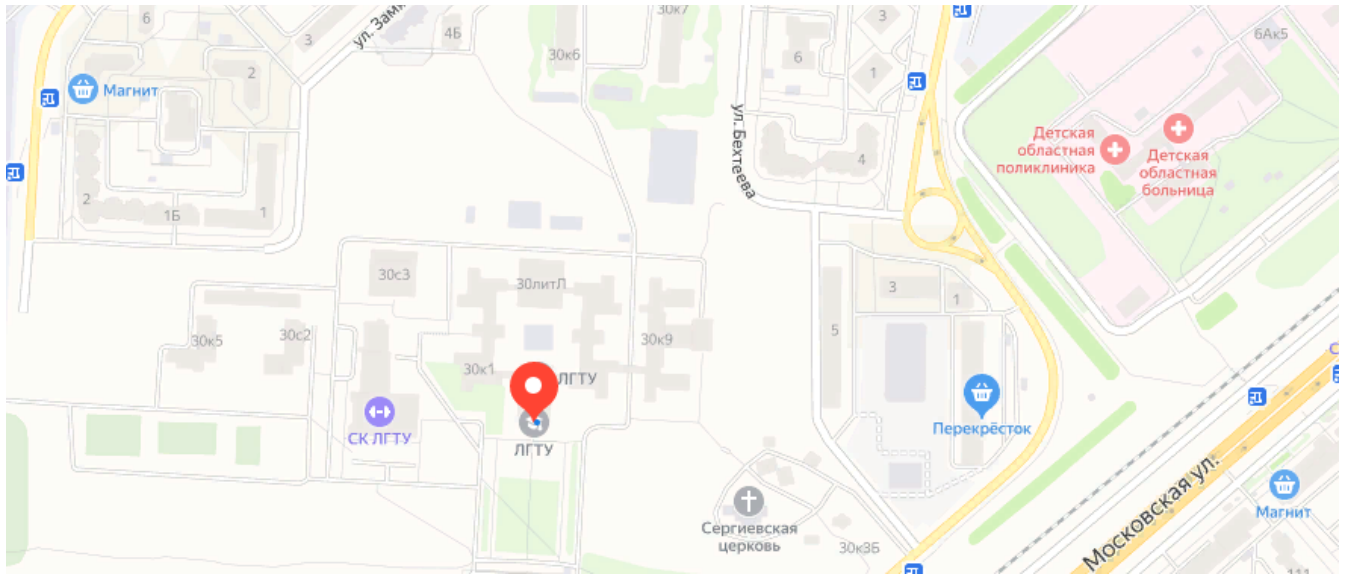 6
3
ул. Замк
4Б
30к7
30к6
3
6
1
6Ак5
2
Магнит
ул. Бехтеева
4
Детская
областная
поликлиника
Детская
областная
больница
2
1Б
1
30с3
30литЛ
3
1
30к5
30с2
30к9
5
30к1
ЛГТУ
СК ЛГТУ
ЛГТУ
Перекрёсток
С
Московская ул.
Магнит
Сергиевская
церковь
30к3Б
111